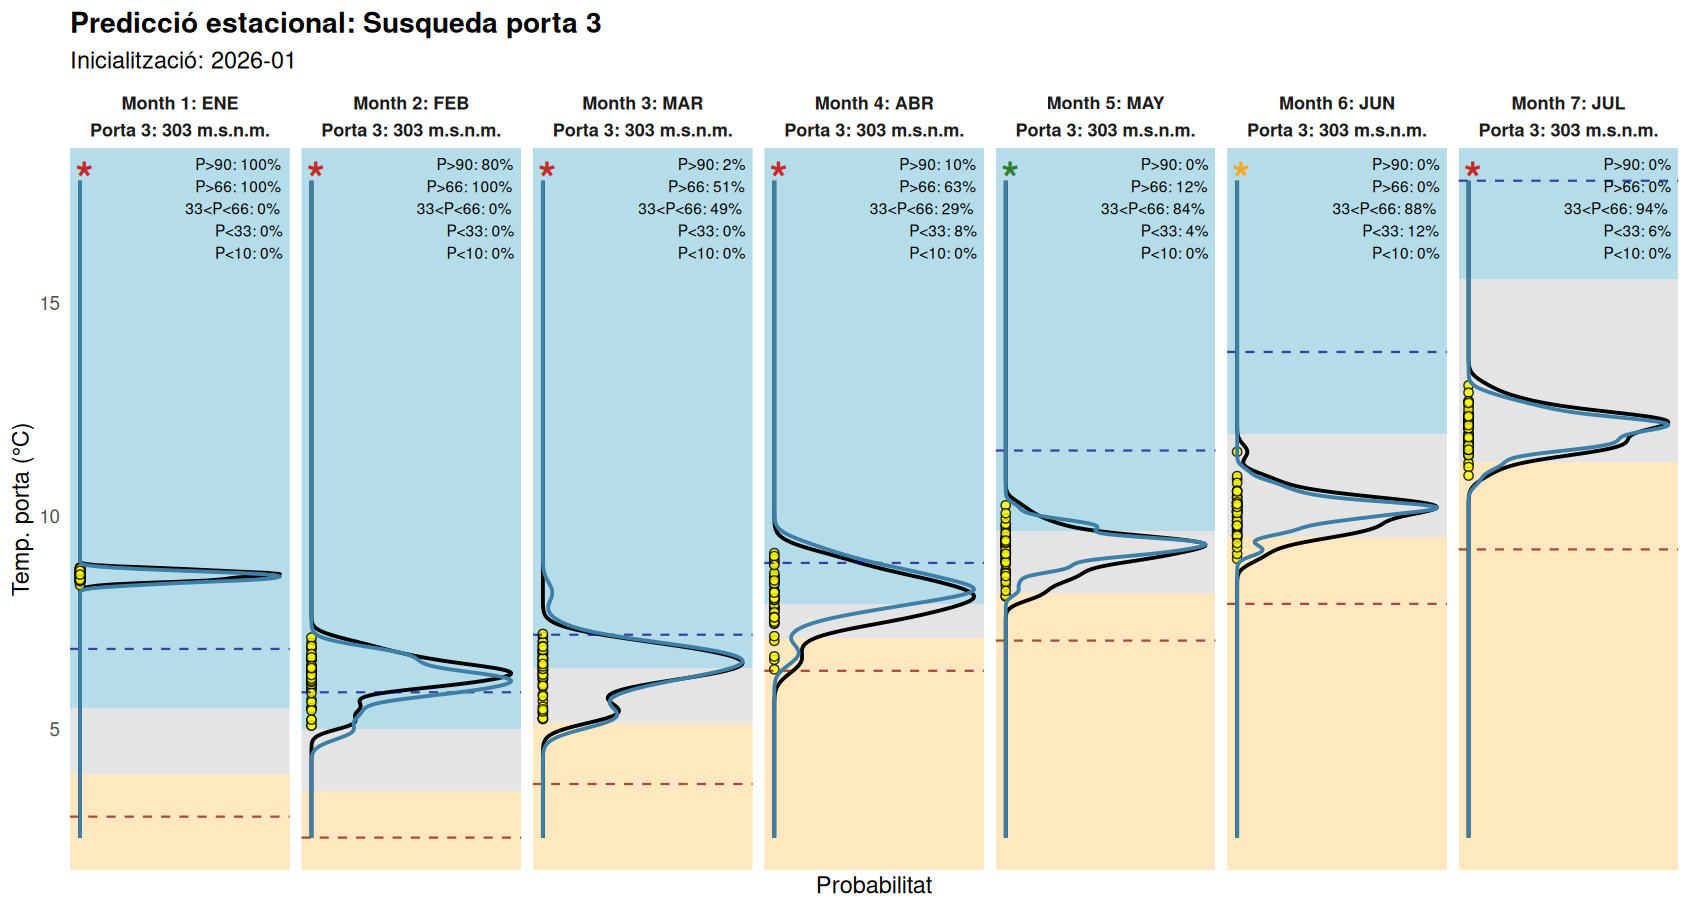 Predicció estacional: Susqueda porta 3
Inicialització: 2026-01
Month 1: ENE
Porta 3: 303 m.s.n.m.
Month 2: FEB
Porta 3: 303 m.s.n.m.
Month 3: MAR
Porta 3: 303 m.s.n.m.
Month 4: ABR
Porta 3: 303 m.s.n.m.
Month 5: MAY
Porta 3: 303 m.s.n.m.
Month 6: JUN
Porta 3: 303 m.s.n.m.
Month 7: JUL
Porta 3: 303 m.s.n.m.
*
P>90: 100%
P>66: 100%
33<P<66: 0%
P<33: 0%
P<10: 0%
*
P>90: 80%
P>66: 100%
33<P<66: 0%
P<33: 0%
P<10: 0%
*
P>90: 2%
P>66: 51%
33<P<66: 49%
P<33: 0%
P<10: 0%
*
P>90: 10%
P>66: 63%
33<P<66: 29%
P<33: 8%
P<10: 0%
*
P>90: 0%
P>66: 12%
33<P<66: 84%
P<33: 4%
P<10: 0%
*
P>90: 0%
P>66: 0%
33<P<66: 88%
P<33: 12%
P<10: 0%
*
P>90: 0%
P>66: 0%
33<P<66: 94%
P<33: 6%
P<10: 0%
15
10
5
Temp. porta (°C)
Probabilitat